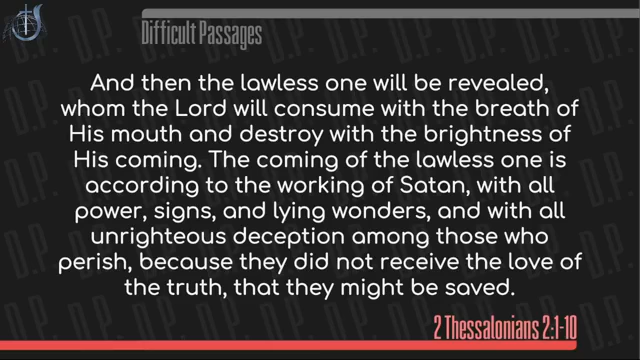 Difficult Passages
And then the lawless one will be revealed,
whom the Lord will consume with the breath of
His mouth and destroy with the brightness of
His coming. The coming of the lawless one is
according to the working of Satan, with all
power, signs, and lying wonders, and with all
unrighteous deception among those who
perish, because they did not receive the love of
the truth, that they might be saved.
2 Thessalonians 2:1-10